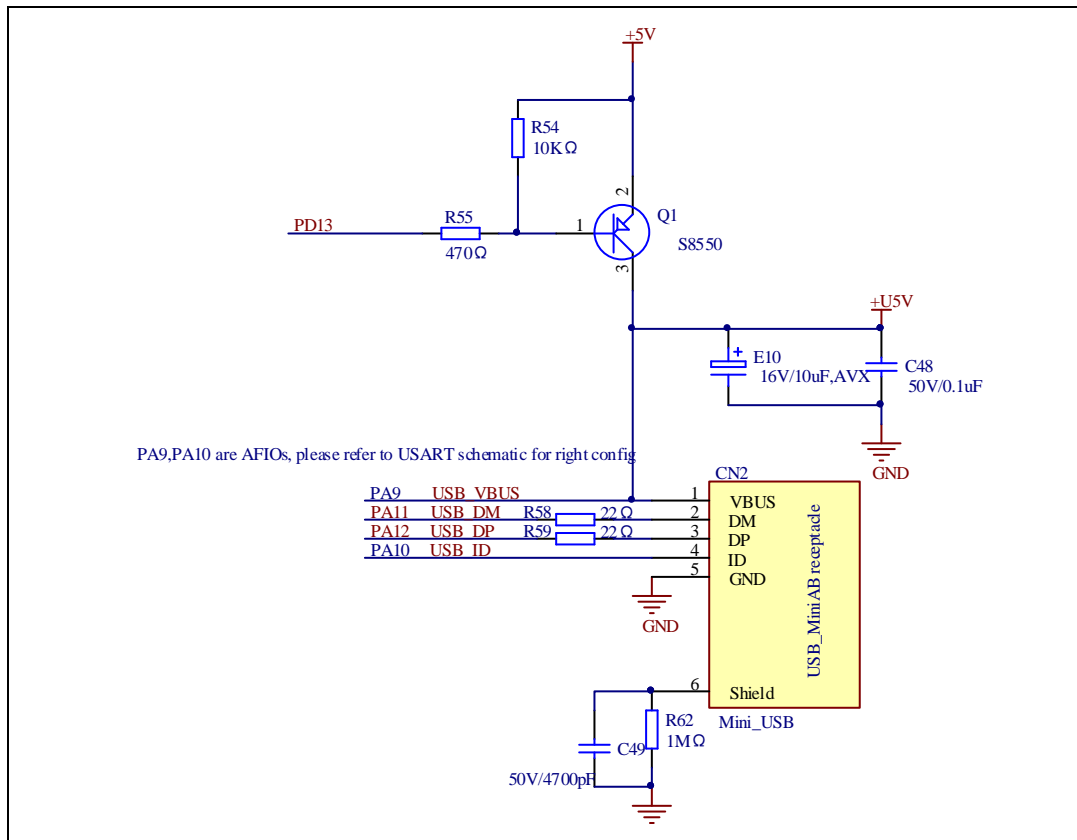 +5V
R54
10KΩ
2
PD13
R55
470Ω
1
Q1
S8550
3
+U5V
E10
16V/10uF,AVX
C48
50V/0.1uF
GND
PA9,PA10 are AFIOs, please refer to USART schematic for right config
CN2
PA9 USB_VBUS 1 VBUS
PA11 USB_DM R58 22Ω 2 DM
PA12 USB_DP R59 22Ω 3 DP
PA10 USB_ID 4 ID
5 GND
GND
USB_MiniAB receptacle
6 Shield
Mini_USB
R62
1MΩ
C49
50V/4700pF